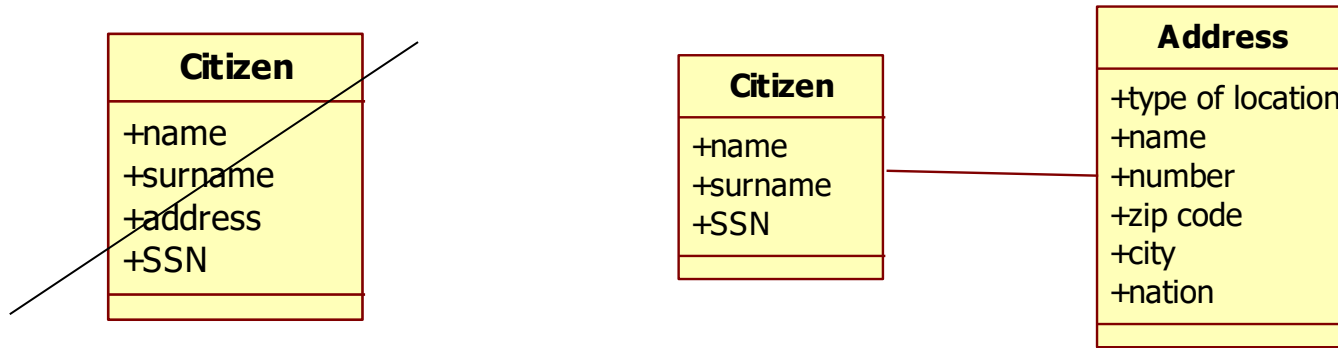 Citizen
+name
+surname
+address
+SSN
Citizen
+name
+surname
+SSN
Address
+type of location
+name
+number
+zip code
+city
+nation